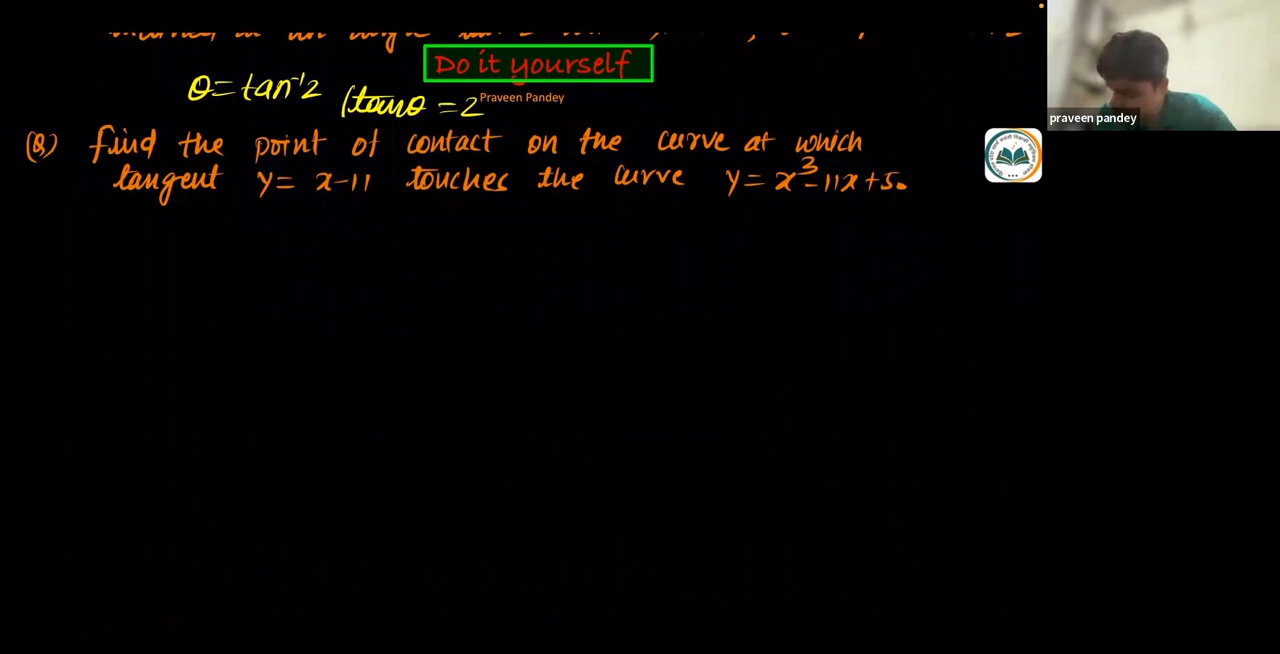 Do it yourself
θ = tan⁻¹2 (tanθ = 2
Praveen Pandey
praveen pandey
(Q) find the point of contact on the curve at which
tangent y = x-11 touches the curve y = x³-11x+5.